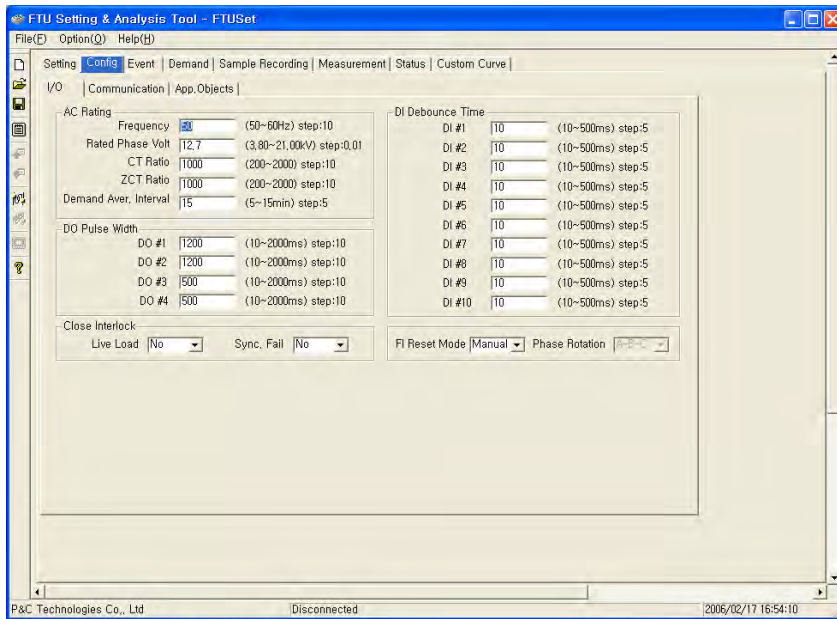 FTU Setting & Analysis Tool - FTUSet
File(F) Option(O) Help(H)
Setting Config Event Demand Sample Recording Measurement Status Custom Curve
I/O Communication App.Objects
AC Rating
Frequency 60 (50~60Hz) step:10
Rated Phase Volt 12.7 (3.80~21.00kV) step:0.01
CT Ratio 1000 (200~2000) step:10
ZCT Ratio 1000 (200~2000) step:10
Demand Aver. Interval 15 (5~15min) step:5
DO Pulse Width
DO #1 1200 (10~2000ms) step:10
DO #2 1200 (10~2000ms) step:10
DO #3 500 (10~2000ms) step:10
DO #4 500 (10~2000ms) step:10
Close Interlock
Live Load No Sync. Fail No
DI Debounce Time
DI #1 10 (10~500ms) step:5
DI #2 10 (10~500ms) step:5
DI #3 10 (10~500ms) step:5
DI #4 10 (10~500ms) step:5
DI #5 10 (10~500ms) step:5
DI #6 10 (10~500ms) step:5
DI #7 10 (10~500ms) step:5
DI #8 10 (10~500ms) step:5
DI #9 10 (10~500ms) step:5
DI #10 10 (10~500ms) step:5
FI Reset Mode Manual Phase Rotation A-B-C
P&C Technologies Co., Ltd Disconnected 2006/02/17 16:54:10